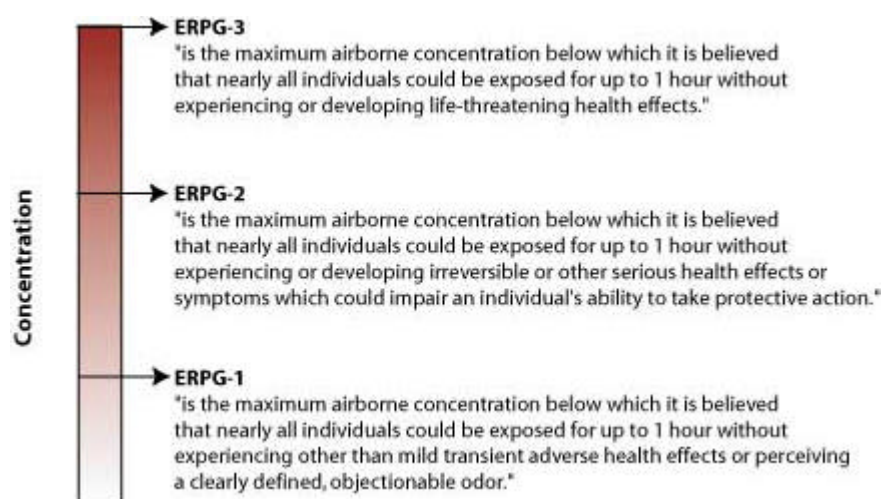 ERPG-3
"is the maximum airborne concentration below which it is believed
that nearly all individuals could be exposed for up to 1 hour without
experiencing or developing life-threatening health effects."
ERPG-2
"is the maximum airborne concentration below which it is believed
that nearly all individuals could be exposed for up to 1 hour without
experiencing or developing irreversible or other serious health effects or
symptoms which could impair an individual's ability to take protective action."
Concentration
ERPG-1
"is the maximum airborne concentration below which it is believed
that nearly all individuals could be exposed for up to 1 hour without
experiencing other than mild transient adverse health effects or perceiving
a clearly defined, objectionable odor."